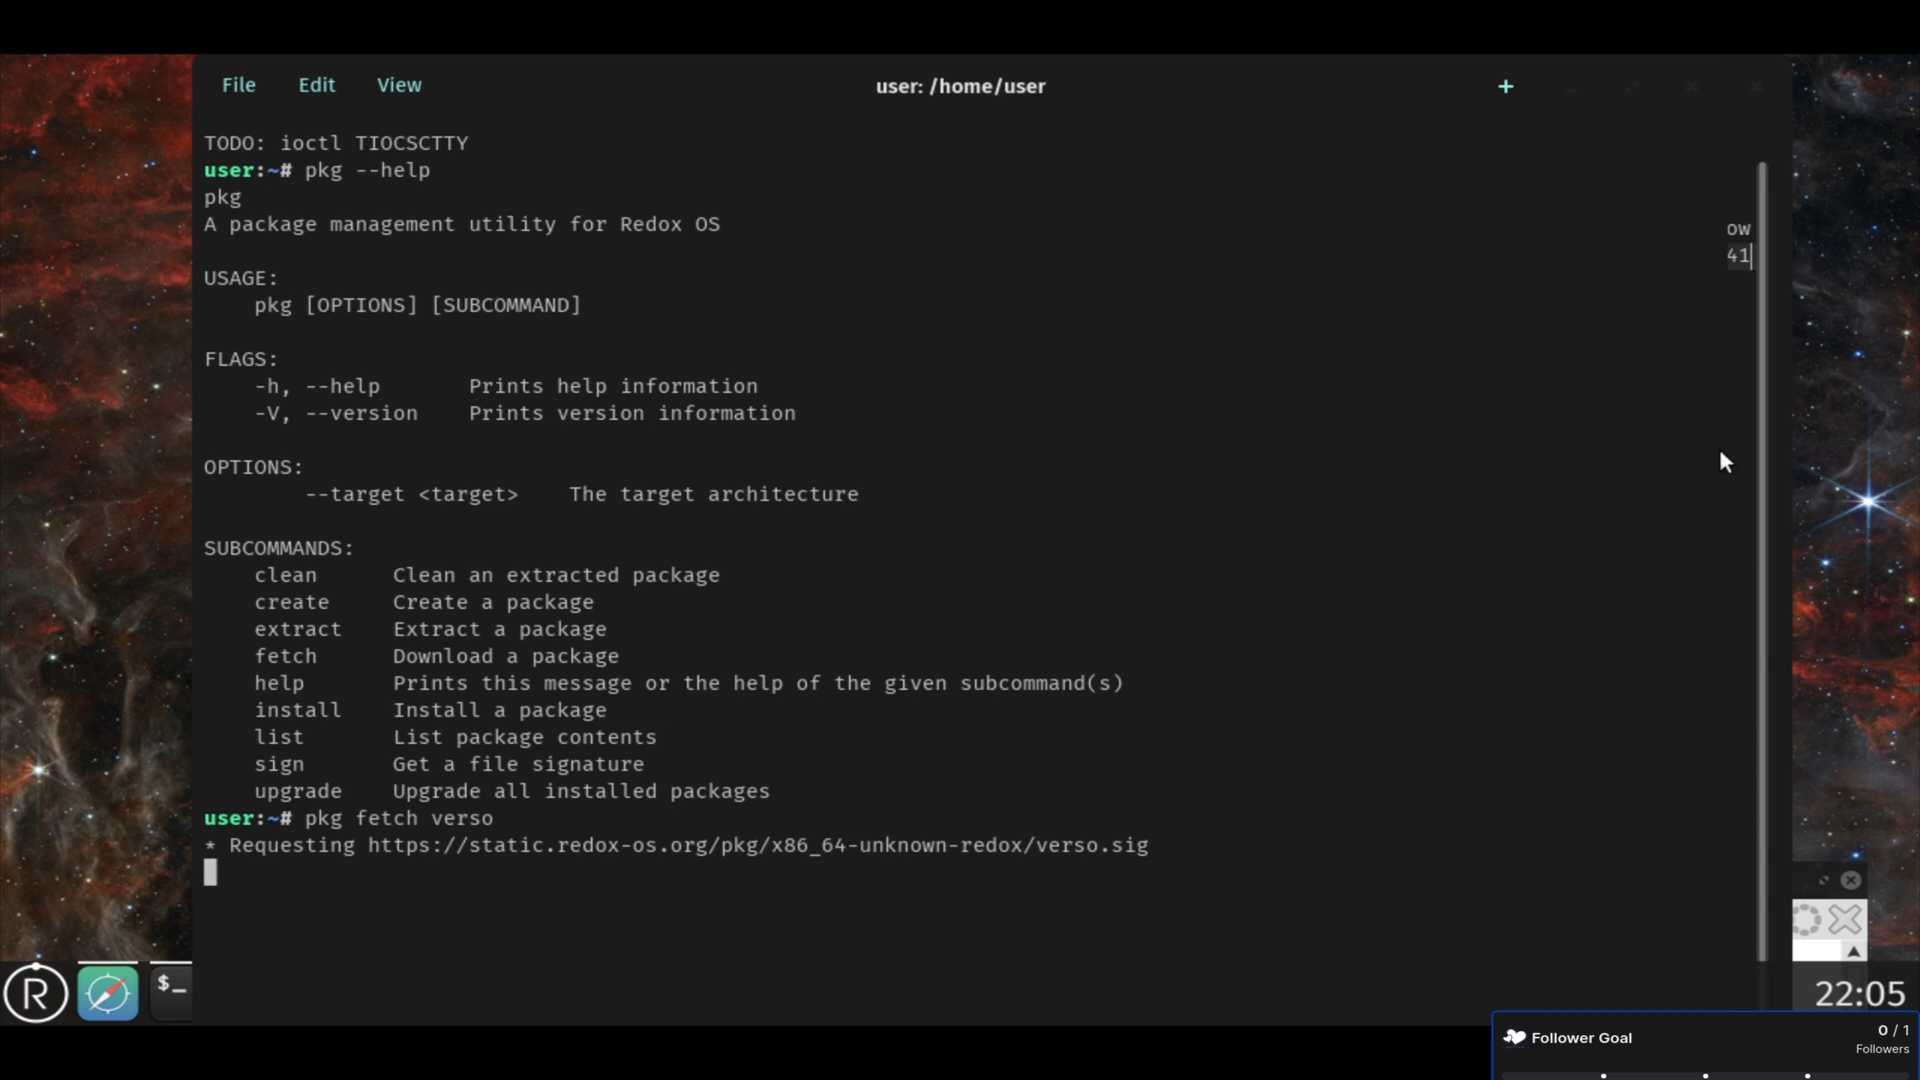 File Edit View
user: /home/user
+
TODO: ioctl TIOCSCTTY
user:~# pkg --help
pkg
A package management utility for Redox OS
ow
41
USAGE:
pkg [OPTIONS] [SUBCOMMAND]
FLAGS:
-h, --help Prints help information
-V, --version Prints version information
OPTIONS:
--target <target> The target architecture
SUBCOMMANDS:
clean Clean an extracted package
create Create a package
extract Extract a package
fetch Download a package
help Prints this message or the help of the given subcommand(s)
install Install a package
list List package contents
sign Get a file signature
upgrade Upgrade all installed packages
user:~# pkg fetch verso
* Requesting https://static.redox-os.org/pkg/x86_64-unknown-redox/verso.sig
R
$_
22:05
Follower Goal
0 / 1
Followers